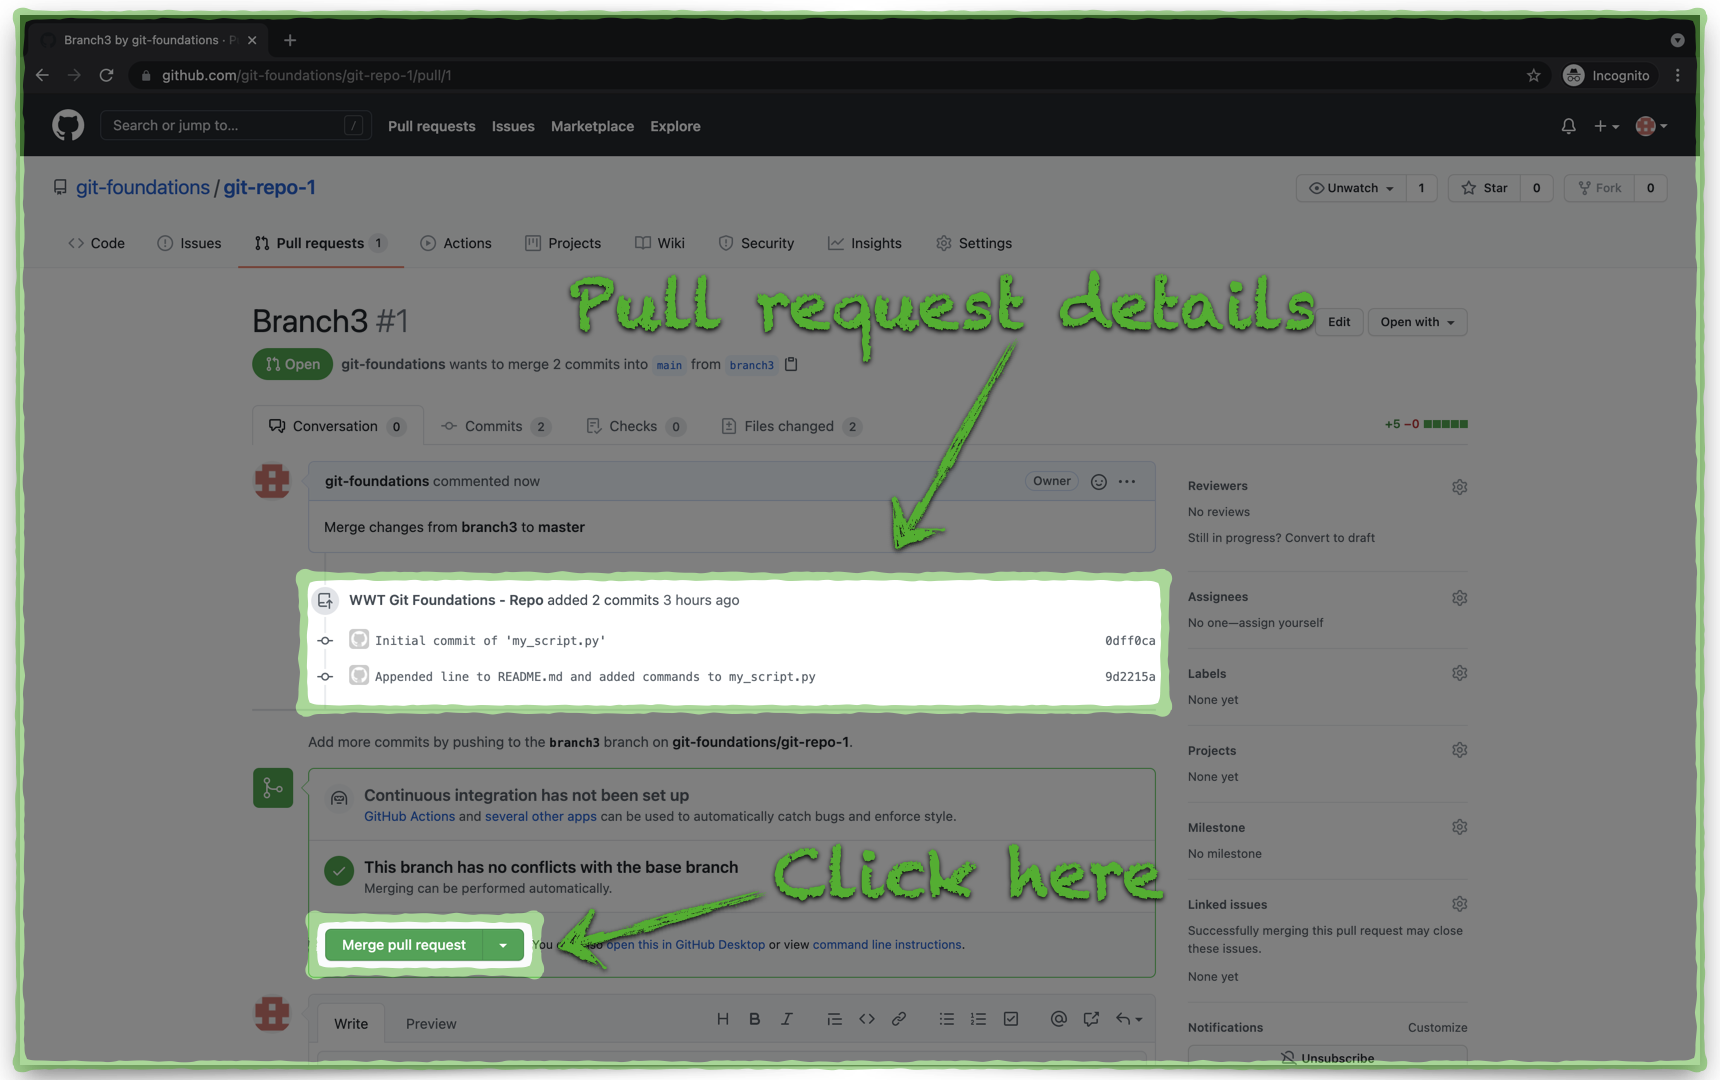 Branch3 by git-foundations · P
github.com/git-foundations/git-repo-1/pull/1
Incognito
Search or jump to...
/
Pull requests
Issues
Marketplace
Explore
git-foundations / git-repo-1
Unwatch
1
Star
0
Fork
0
Code
Issues
Pull requests 1
Actions
Projects
Wiki
Security
Insights
Settings
Pull request details
Branch3 #1
Edit
Open with
Open
git-foundations wants to merge 2 commits into main from branch3
Conversation 0
Commits 2
Checks 0
Files changed 2
+5 −0
git-foundations commented now
Owner
Merge changes from branch3 to master
Reviewers
No reviews
Still in progress? Convert to draft
WWT Git Foundations - Repo added 2 commits 3 hours ago
Initial commit of 'my_script.py'
0dff0ca
Appended line to README.md and added commands to my_script.py
9d2215a
Assignees
No one—assign yourself
Labels
None yet
Add more commits by pushing to the branch3 branch on git-foundations/git-repo-1.
Projects
None yet
Continuous integration has not been set up
GitHub Actions and several other apps can be used to automatically catch bugs and enforce style.
Milestone
No milestone
This branch has no conflicts with the base branch
Merging can be performed automatically.
Click here
Linked issues
Successfully merging this pull request may close
these issues.
None yet
Merge pull request
You open this in GitHub Desktop or view command line instructions.
Write
Preview
H B I
Notifications
Customize
Unsubscribe